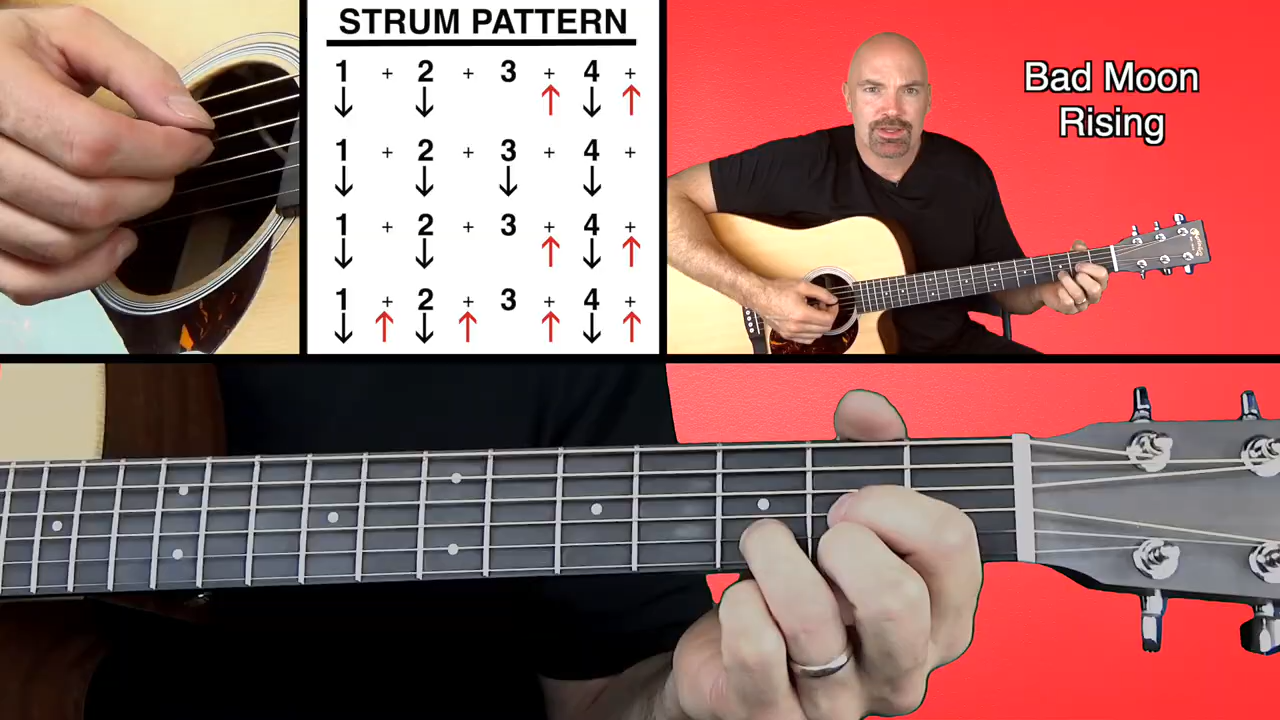 STRUM PATTERN
1 + 2 + 3 + 4 +
↓ ↓ ↑ ↓ ↑
1 + 2 + 3 + 4 +
↓ ↓ ↓ ↓
1 + 2 + 3 + 4 +
↓ ↓ ↑ ↓ ↑
1 + 2 + 3 + 4 +
↓ ↑ ↓ ↑ ↑ ↓ ↑
Bad Moon
Rising